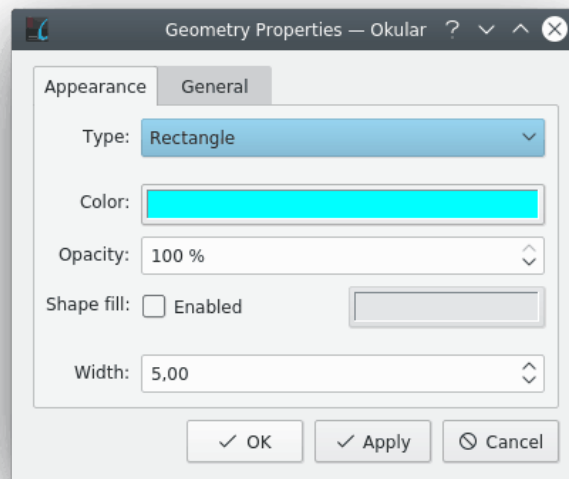 Geometry Properties — Okular ?
Appearance General
Type: Rectangle
Color:
Opacity: 100 %
Shape fill: Enabled
Width: 5,00
OK Apply Cancel